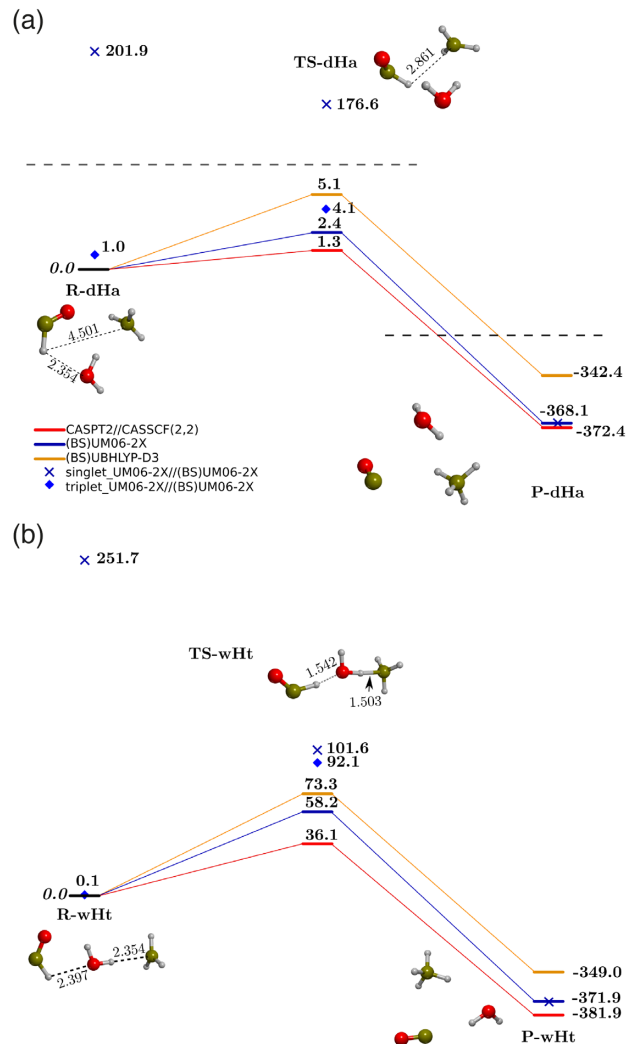 (a)
201.9
TS-dHa
2.861
176.6
5.1
4.1
2.4
1.3
1.0
0.0
R-dHa
4.501
2.354
-342.4
-368.1
-372.4
CASPT2//CASSCF(2,2)
(BS)UM06-2X
(BS)UBHLYP-D3
singlet_UM06-2X//(BS)UM06-2X
triplet_UM06-2X//(BS)UM06-2X
P-dHa
(b)
251.7
TS-wHt
1.542
1.503
101.6
92.1
73.3
58.2
36.1
0.1
0.0
R-wHt
2.354
2.397
-349.0
-371.9
-381.9
P-wHt